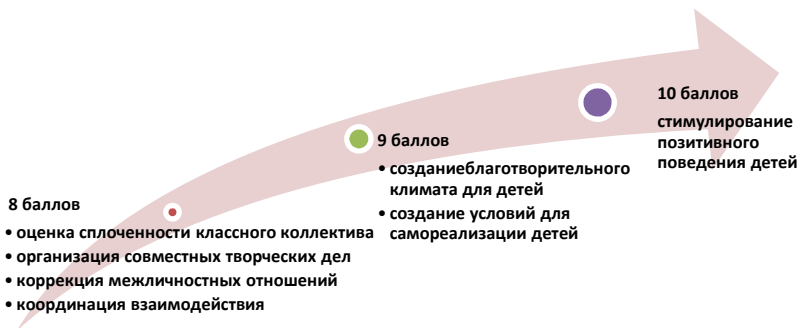 8 баллов
• оценка сплоченности классного коллектива
• организация совместных творческих дел
• коррекция межличностных отношений
• координация взаимодействия
9 баллов
• созданиеблаготворительного
климата для детей
• создание условий для
самореализации детей
10 баллов
стимулирование
позитивного
поведения детей